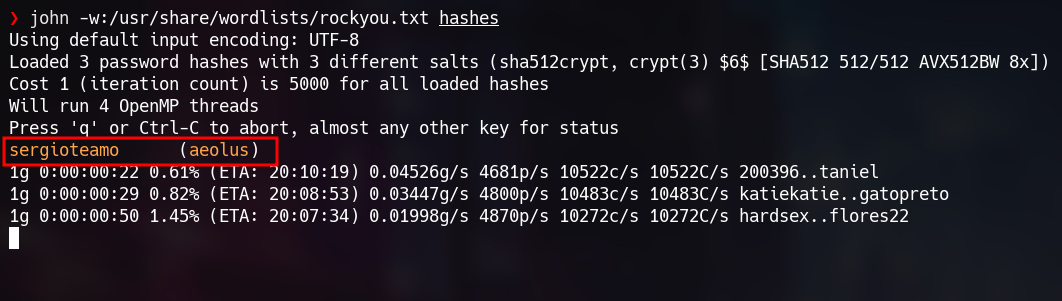 ❯ john -w:/usr/share/wordlists/rockyou.txt hashes
Using default input encoding: UTF-8
Loaded 3 password hashes with 3 different salts (sha512crypt, crypt(3) $6$ [SHA512 512/512 AVX512BW 8x])
Cost 1 (iteration count) is 5000 for all loaded hashes
Will run 4 OpenMP threads
Press 'q' or Ctrl-C to abort, almost any other key for status
sergioteamo      (aeolus)
1g 0:00:00:22 0.61% (ETA: 20:10:19) 0.04526g/s 4681p/s 10522c/s 10522C/s 200396..taniel
1g 0:00:00:29 0.82% (ETA: 20:08:53) 0.03447g/s 4800p/s 10483c/s 10483C/s katiekatie..gatopreto
1g 0:00:00:50 1.45% (ETA: 20:07:34) 0.01998g/s 4870p/s 10272c/s 10272C/s hardsex..flores22